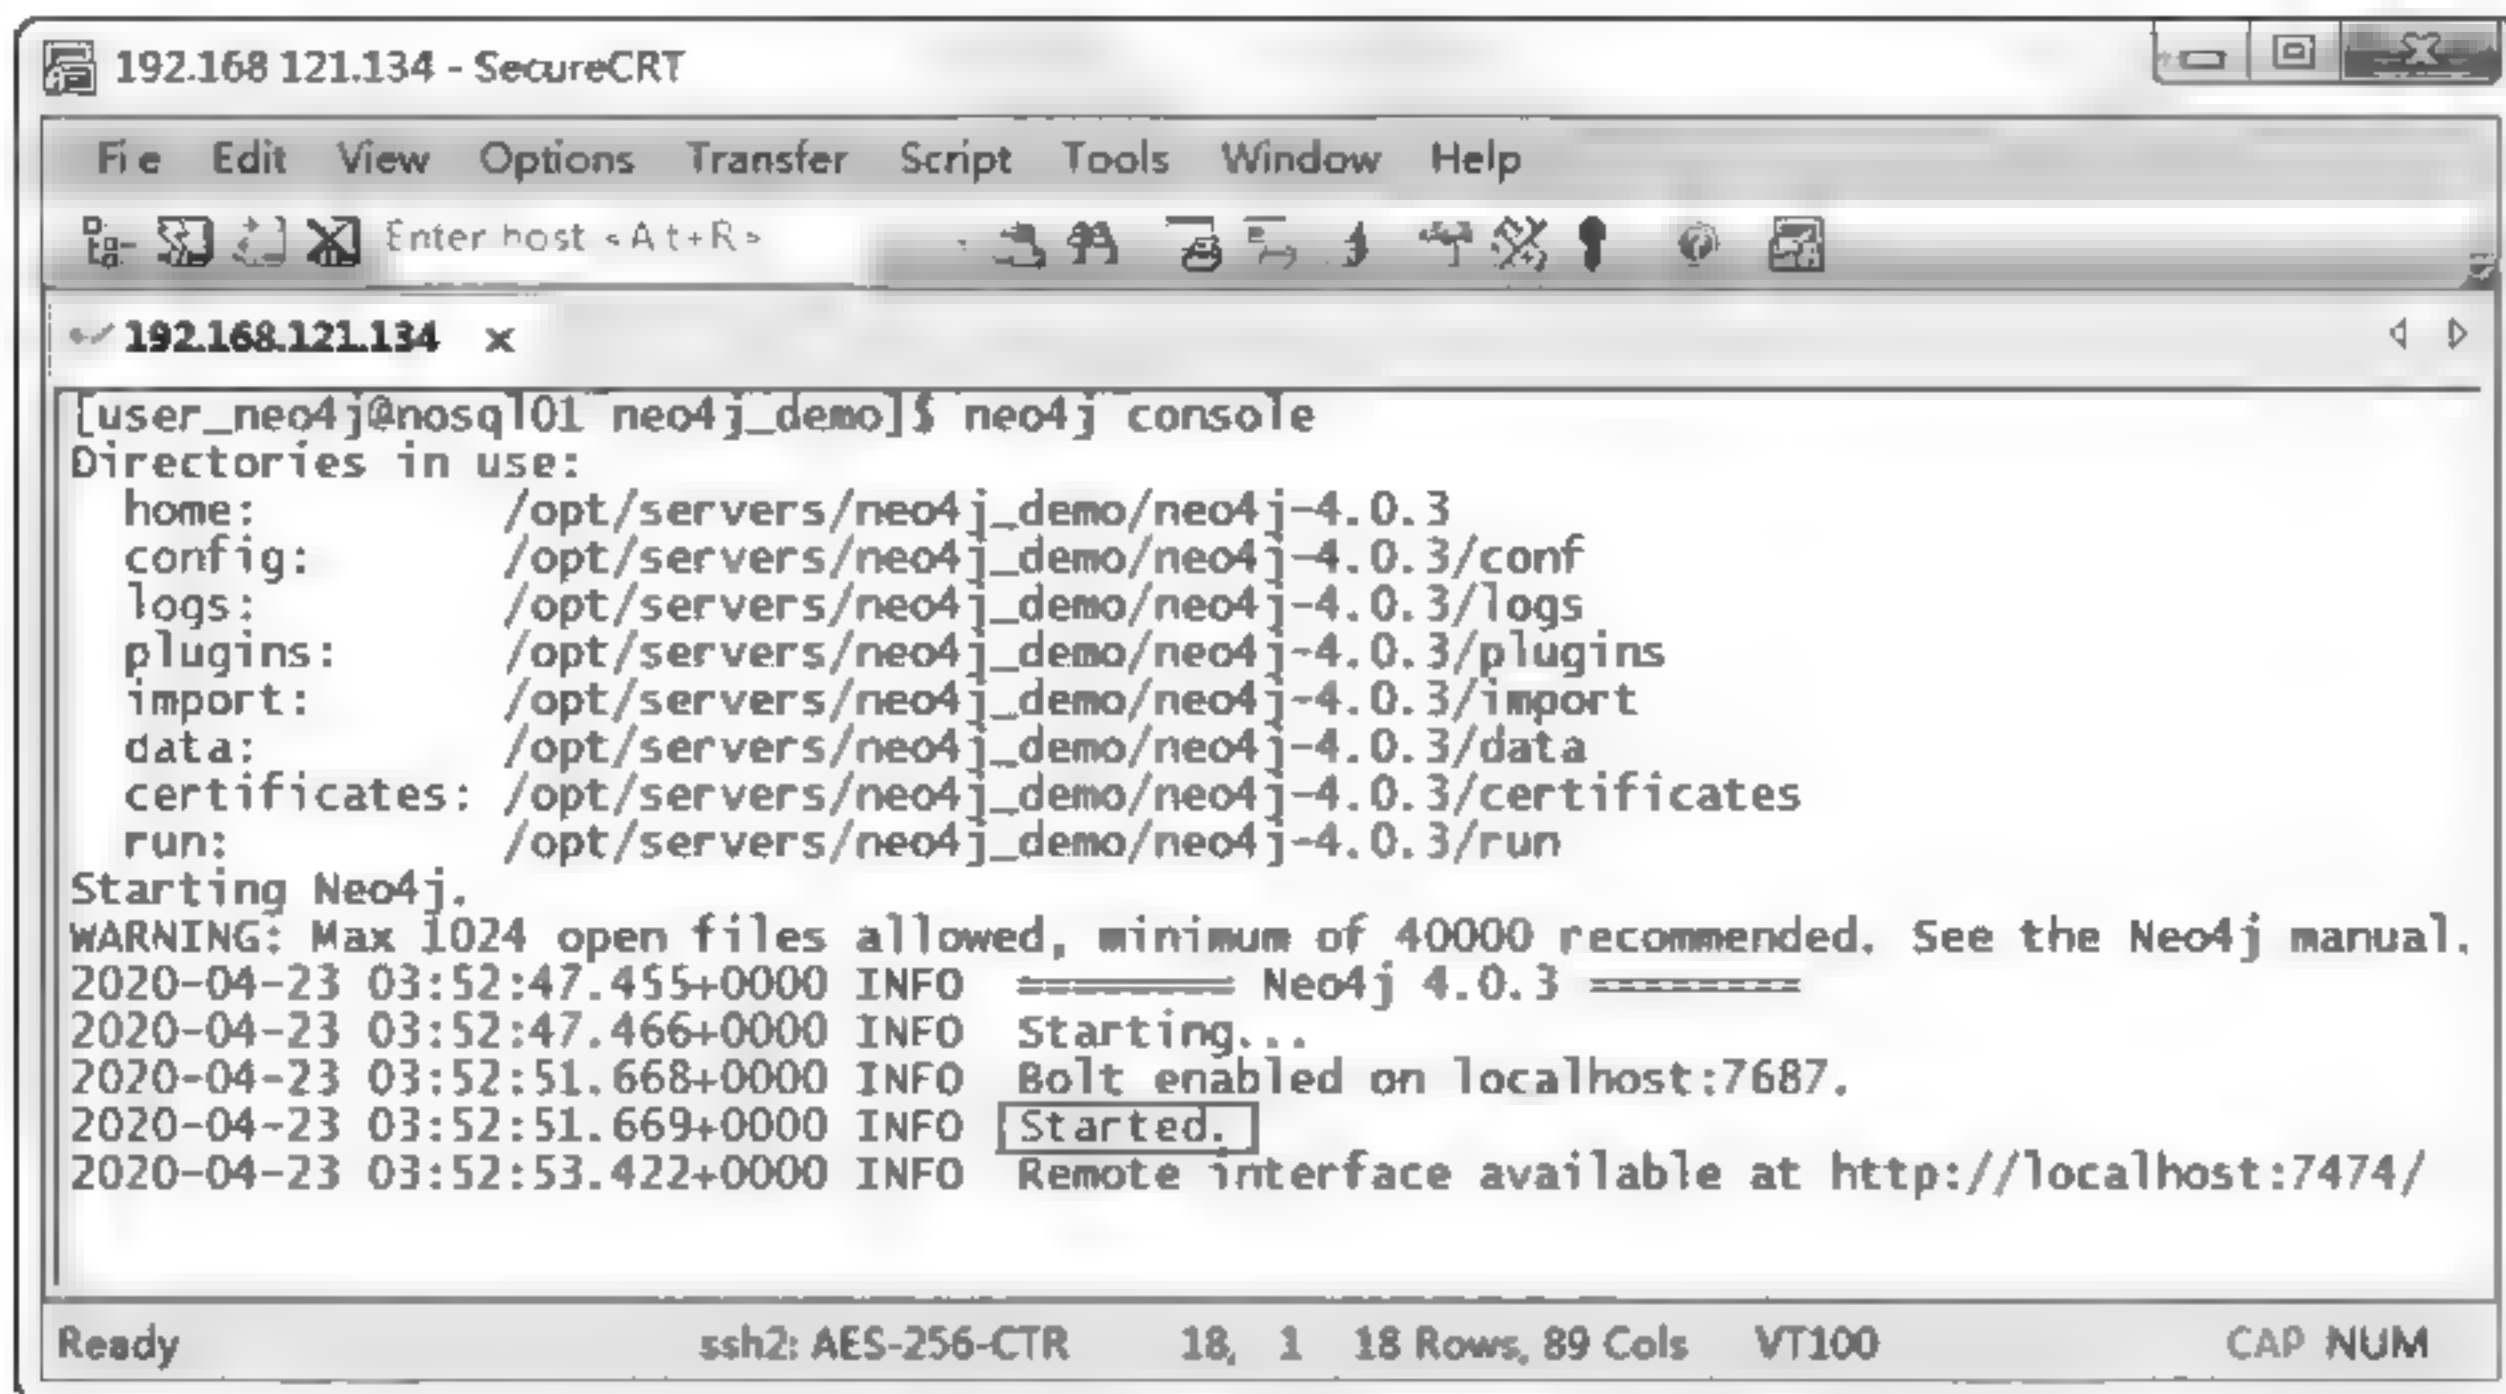 192.168 121.134 - SecureCRT
Fi e Edit View Options Transfer Script Tools Window Help
Enter host <A t+R>
192.168.121.134 x
[user_neo4j@nosql01 neo4j_demo]$ neo4j console
Directories in use:
home: /opt/servers/neo4j_demo/neo4j-4.0.3
config: /opt/servers/neo4j_demo/neo4j-4.0.3/conf
logs: /opt/servers/neo4j_demo/neo4j-4.0.3/logs
plugins: /opt/servers/neo4j_demo/neo4j-4.0.3/plugins
import: /opt/servers/neo4j_demo/neo4j-4.0.3/import
data: /opt/servers/neo4j_demo/neo4j-4.0.3/data
certificates: /opt/servers/neo4j_demo/neo4j-4.0.3/certificates
run: /opt/servers/neo4j_demo/neo4j-4.0.3/run
Starting Neo4j.
WARNING: Max 1024 open files allowed, minimum of 40000 recommended. See the Neo4j manual.
2020-04-23 03:52:47.455+0000 INFO ======== Neo4j 4.0.3 ========
2020-04-23 03:52:47.466+0000 INFO Starting...
2020-04-23 03:52:51.668+0000 INFO Bolt enabled on localhost:7687.
2020-04-23 03:52:51.669+0000 INFO Started.
2020-04-23 03:52:53.422+0000 INFO Remote interface available at http://localhost:7474/
Ready ssh2: AES-256-CTR 18, 1 18 Rows, 89 Cols VT100 CAP NUM